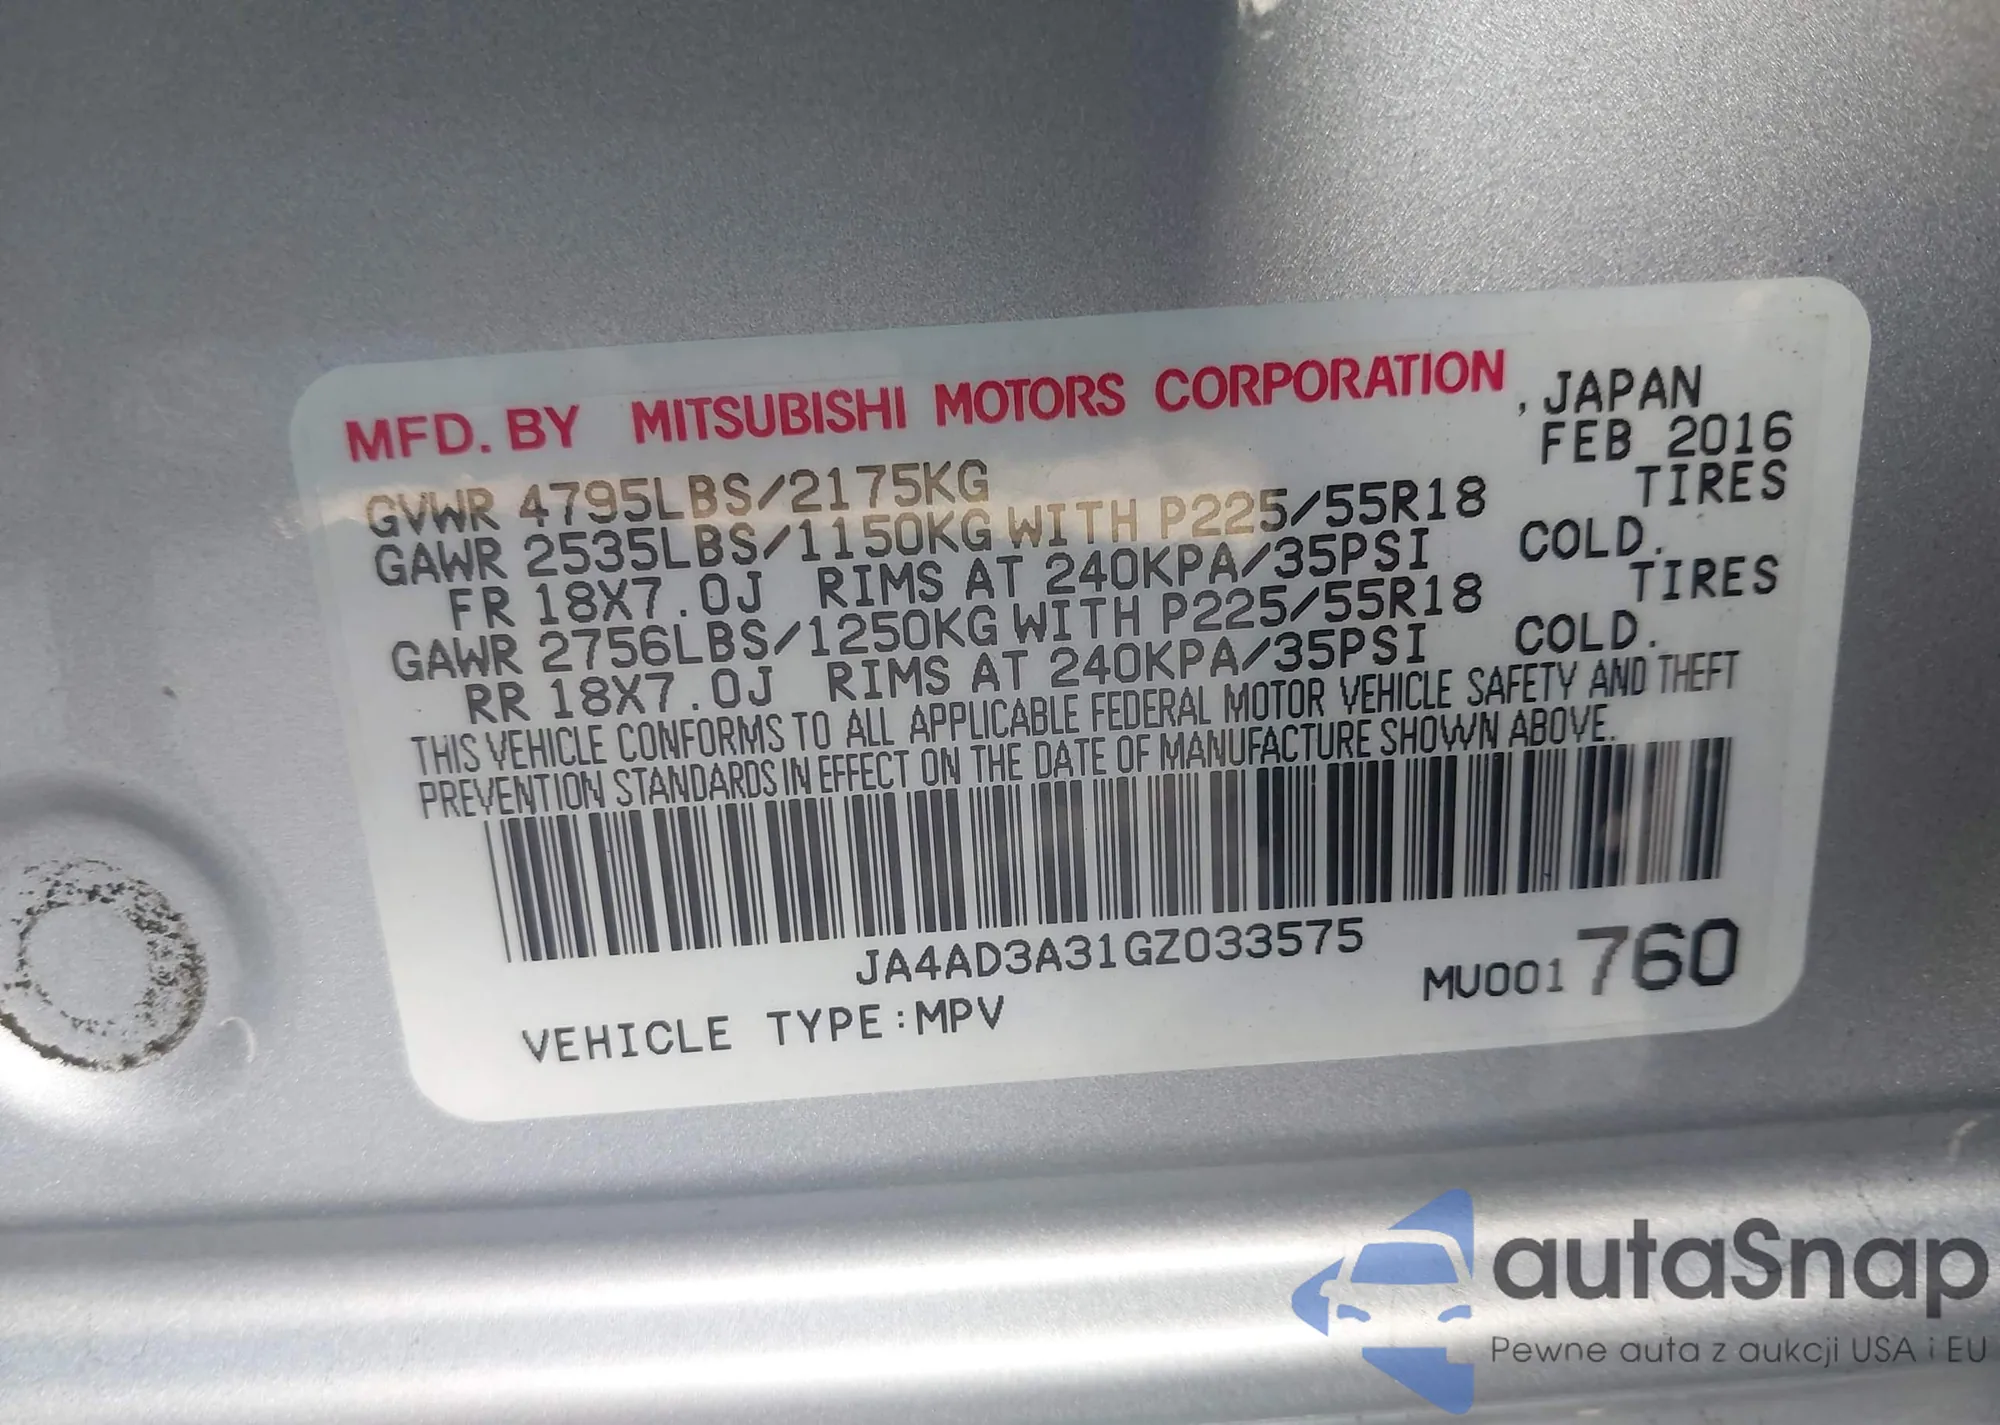 MFD. BY MITSUBISHI MOTORS CORPORATION , JAPAN
FEB 2016
GVWR 4795LBS/2175KG
GAWR 2535LBS/1150KG WITH P225/55R18 TIRES
FR 18X7.0J RIMS AT 240KPA/35PSI COLD.
GAWR 2756LBS/1250KG WITH P225/55R18 TIRES
RR 18X7.0J RIMS AT 240KPA/35PSI COLD.
THIS VEHICLE CONFORMS TO ALL APPLICABLE FEDERAL MOTOR VEHICLE SAFETY AND THEFT
PREVENTION STANDARDS IN EFFECT ON THE DATE OF MANUFACTURE SHOWN ABOVE.
JA4AD3A31GZ033575
MU001760
VEHICLE TYPE:MPV
autaSnap
Pewne auta z aukcji USA i EU